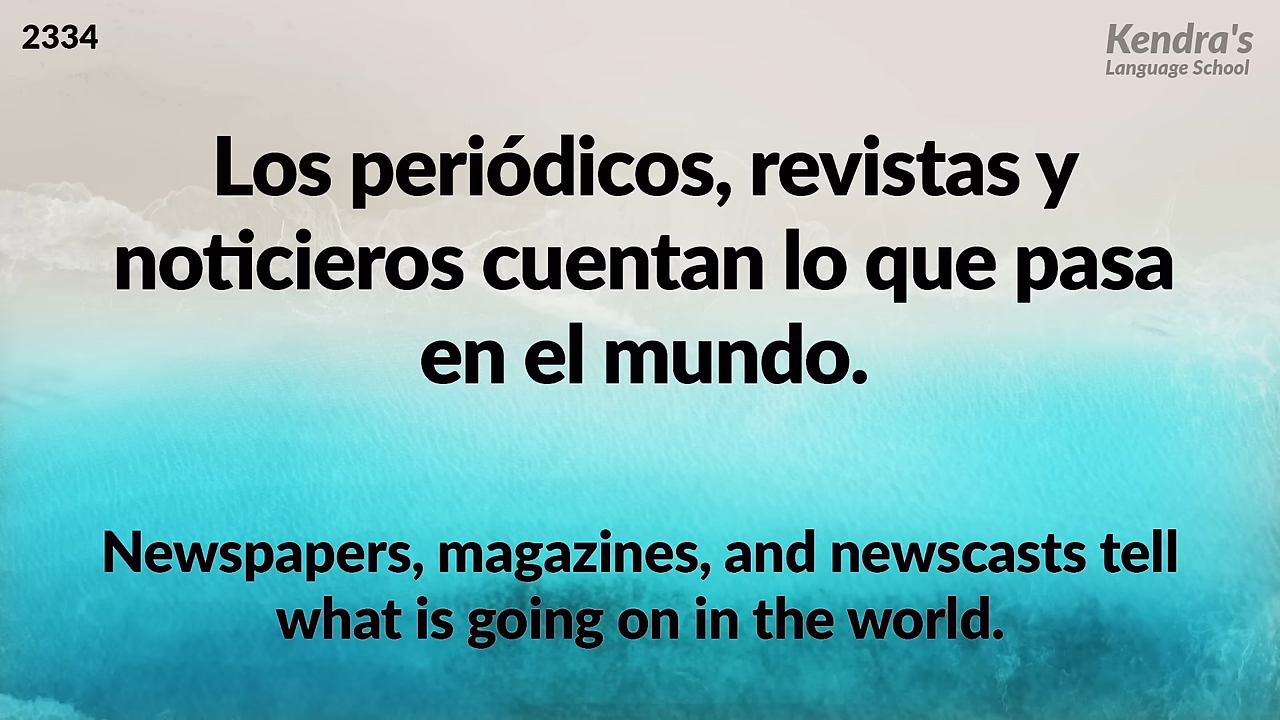 2334
Kendra's
Language School
Los periódicos, revistas y
noticieros cuentan lo que pasa
en el mundo.
Newspapers, magazines, and newscasts tell
what is going on in the world.